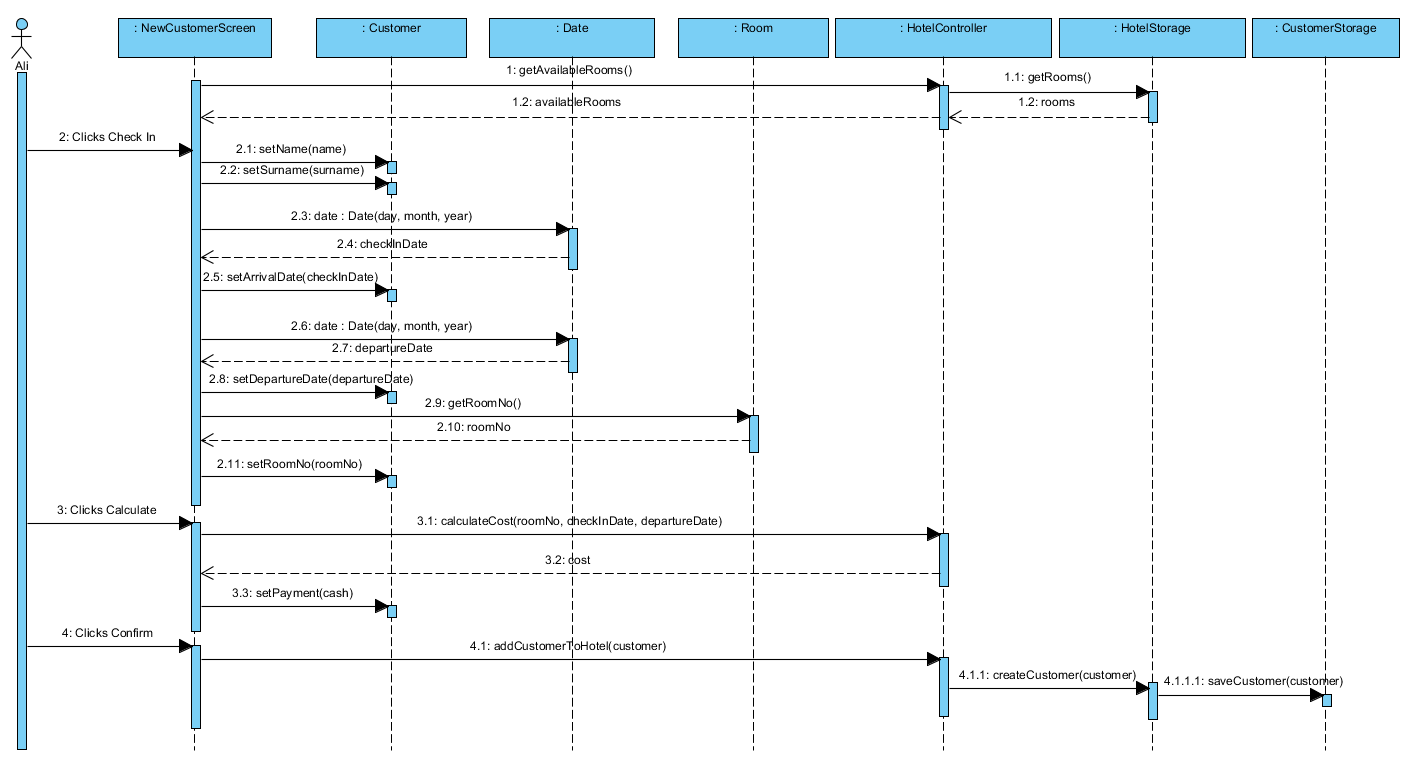 : NewCustomerScreen
: Customer
: Date
: Room
: HotelController
: HotelStorage
: CustomerStorage
Ali
1: getAvailableRooms()
1.1: getRooms()
1.2: availableRooms
1.2: rooms
2: Clicks Check In
2.1: setName(name)
2.2: setSurname(surname)
2.3: date : Date(day, month, year)
2.4: checkInDate
2.5: setArrivalDate(checkInDate)
2.6: date : Date(day, month, year)
2.7: departureDate
2.8: setDepartureDate(departureDate)
2.9: getRoomNo()
2.10: roomNo
2.11: setRoomNo(roomNo)
3: Clicks Calculate
3.1: calculateCost(roomNo, checkInDate, departureDate)
3.2: cost
3.3: setPayment(cash)
4: Clicks Confirm
4.1: addCustomerToHotel(customer)
4.1.1: createCustomer(customer)
4.1.1.1: saveCustomer(customer)